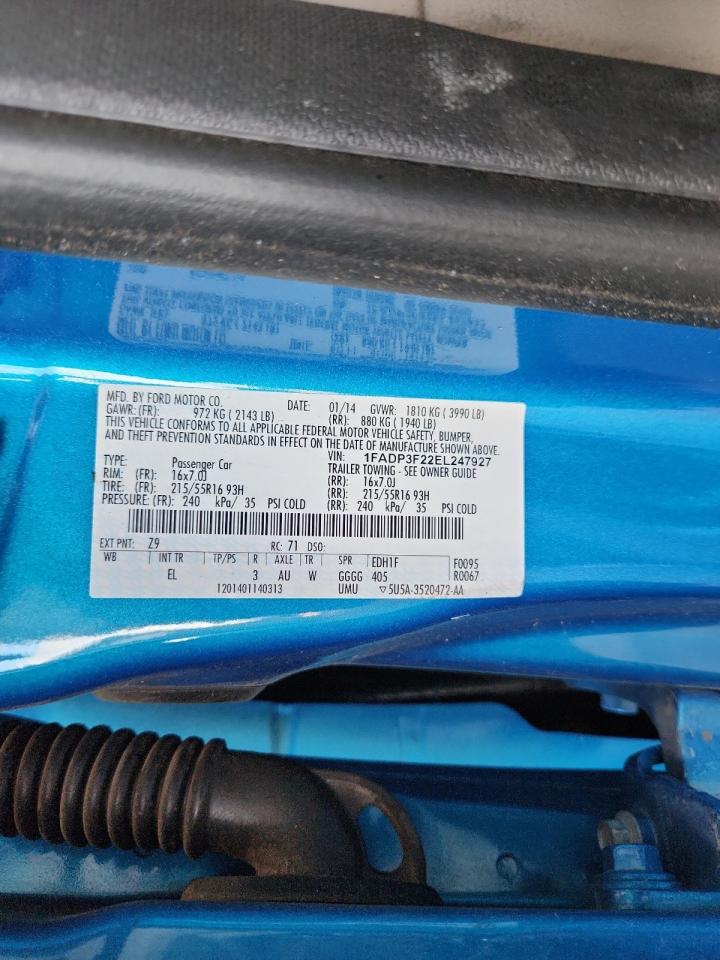 MFD. BY FORD MOTOR CO. DATE: 01/14 GVWR: 1810 KG ( 3990 LB)
GAWR: (FR): 972 KG ( 2143 LB) (RR): 880 KG ( 1940 LB)
THIS VEHICLE CONFORMS TO ALL APPLICABLE FEDERAL MOTOR VEHICLE SAFETY, BUMPER,
AND THEFT PREVENTION STANDARDS IN EFFECT ON THE DATE OF MANUFACTURE SHOWN ABOVE.
VIN: 1FADP3F22EL247927
TYPE: Passenger Car TRAILER TOWING - SEE OWNER GUIDE
RIM: (FR): 16x7.0J (RR): 16x7.0J
TIRE: (FR): 215/55R16 93H (RR): 215/55R16 93H
PRESSURE: (FR): 240 kPa/ 35 PSI COLD (RR): 240 kPa/ 35 PSI COLD
EXT PNT: Z9 RC: 71 DSO:
WB INT TR TP/PS R AXLE TR SPR EDH1F F0095
EL 3 AU W GGGG 405 R0067
1201401140313 UMU ▽5U5A-3520472-AA